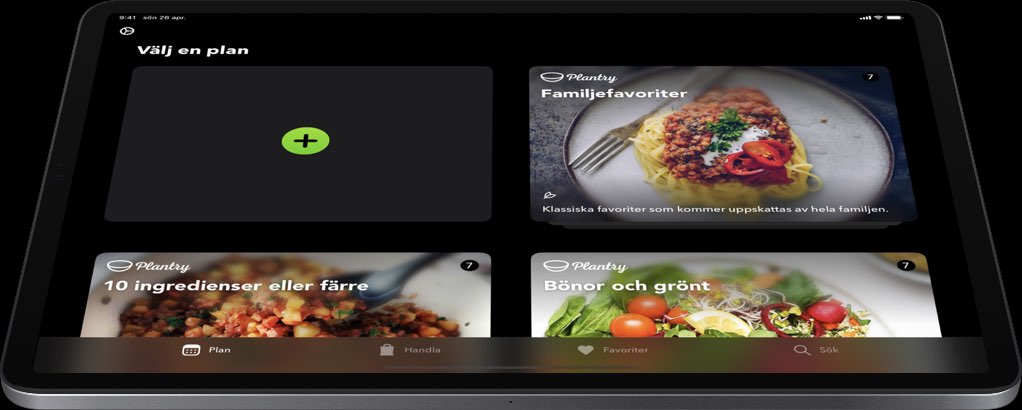 9:41 sön 26 apr.
Välj en plan
Plantry
7
Familjefavoriter
Klassiska favoriter som kommer uppskattas av hela familjen.
Plantry
7
10 ingredienser eller färre
Plantry
7
Bönor och grönt
Plan
Handla
Favoriter
Sök